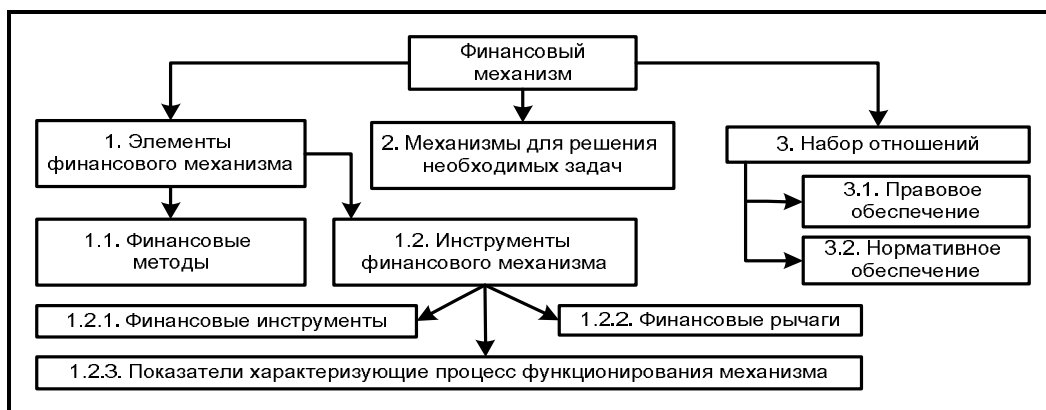 Финансовый
механизм
1. Элементы
финансового механизма
2. Механизмы для решения
необходимых задач
3. Набор отношений
3.1. Правовое
обеспечение
1.1. Финансовые
методы
1.2. Инструменты
финансового механизма
3.2. Нормативное
обеспечение
1.2.1. Финансовые инструменты
1.2.2. Финансовые рычаги
1.2.3. Показатели характеризующие процесс функционирования механизма